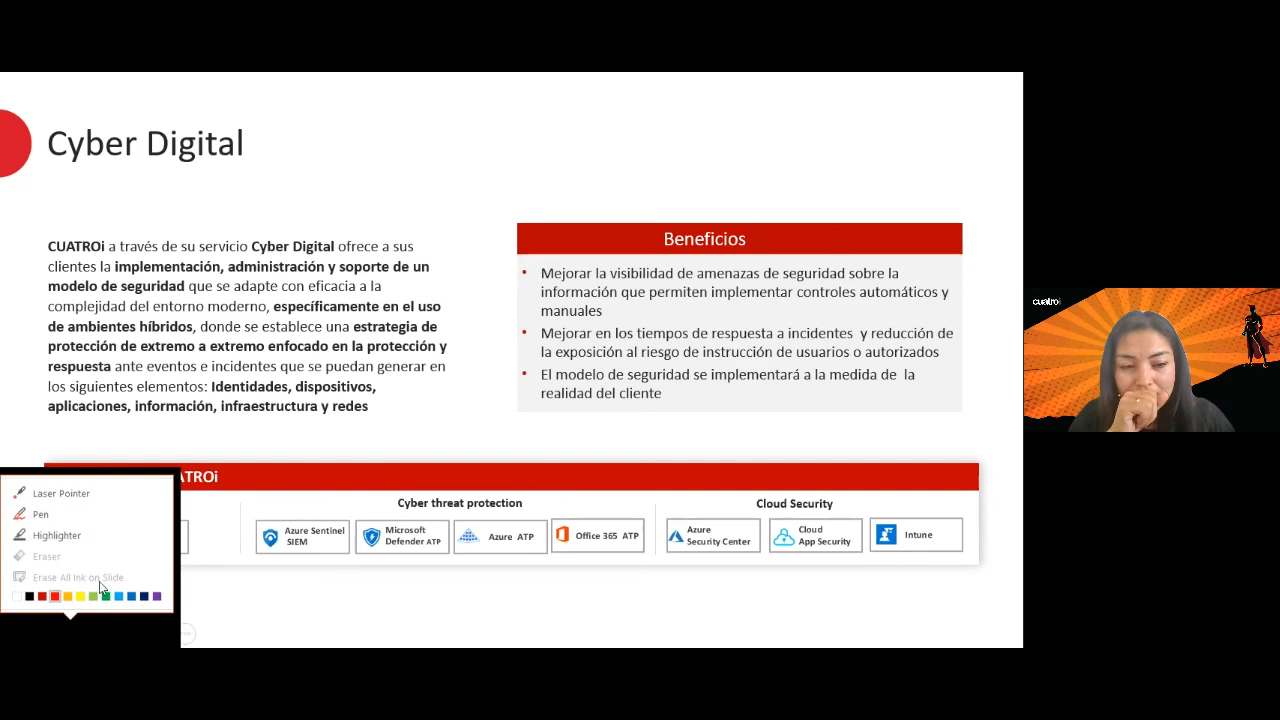 Cyber Digital
CUATROi a través de su servicio Cyber Digital ofrece a sus
clientes la implementación, administración y soporte de un
modelo de seguridad que se adapte con eficacia a la
complejidad del entorno moderno, específicamente en el uso
de ambientes híbridos, donde se establece una estrategia de
protección de extremo a extremo enfocado en la protección y
respuesta ante eventos e incidentes que se puedan generar en
los siguientes elementos: Identidades, dispositivos,
aplicaciones, información, infraestructura y redes
Beneficios
• Mejorar la visibilidad de amenazas de seguridad sobre la
información que permiten implementar controles automáticos y
manuales
• Mejorar en los tiempos de respuesta a incidentes y reducción de
la exposición al riesgo de instrucción de usuarios o autorizados
• El modelo de seguridad se implementará a la medida de la
realidad del cliente
cuatroi
ATROi
Cyber threat protection
Azure Sentinel
SIEM
Microsoft
Defender ATP
Azure ATP
Office 365 ATP
Cloud Security
Azure
Security Center
Cloud
App Security
Intune
Laser Pointer
Pen
Highlighter
Eraser
Erase All Ink on Slide